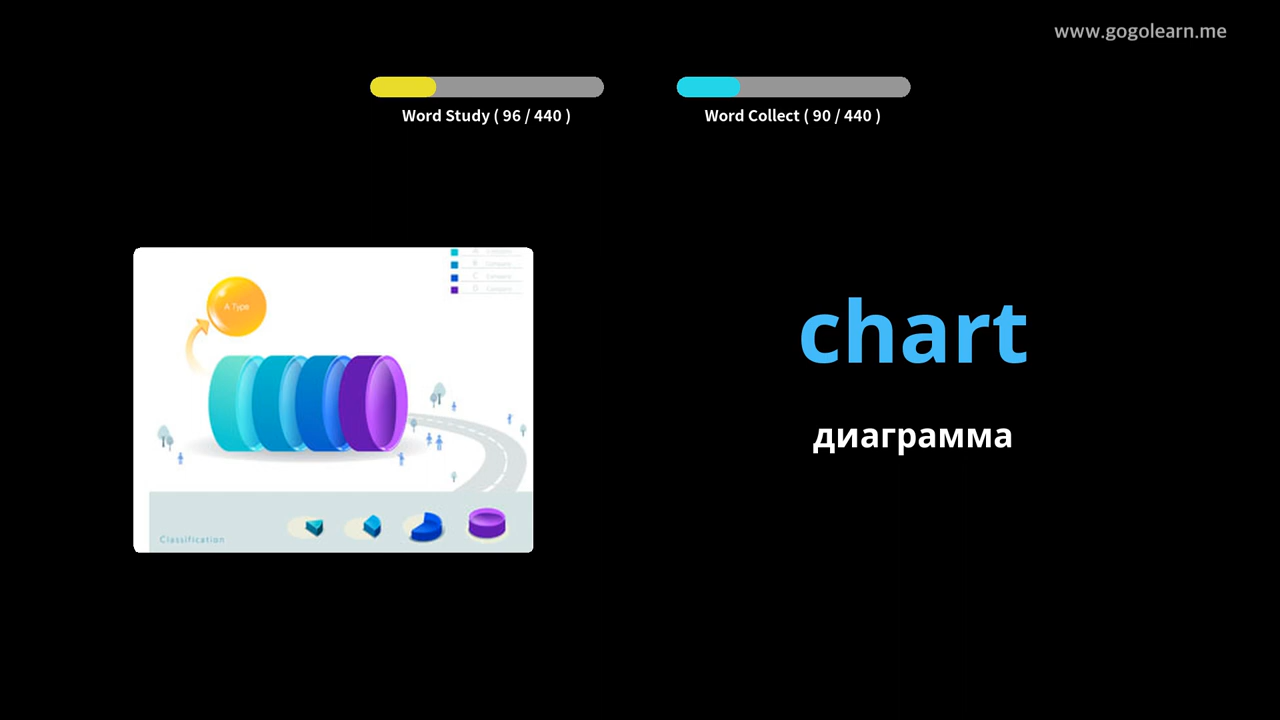 www.gogolearn.me
Word Study ( 96 / 440 )
Word Collect ( 90 / 440 )
A Type
C
chart
диаграмма
Classification